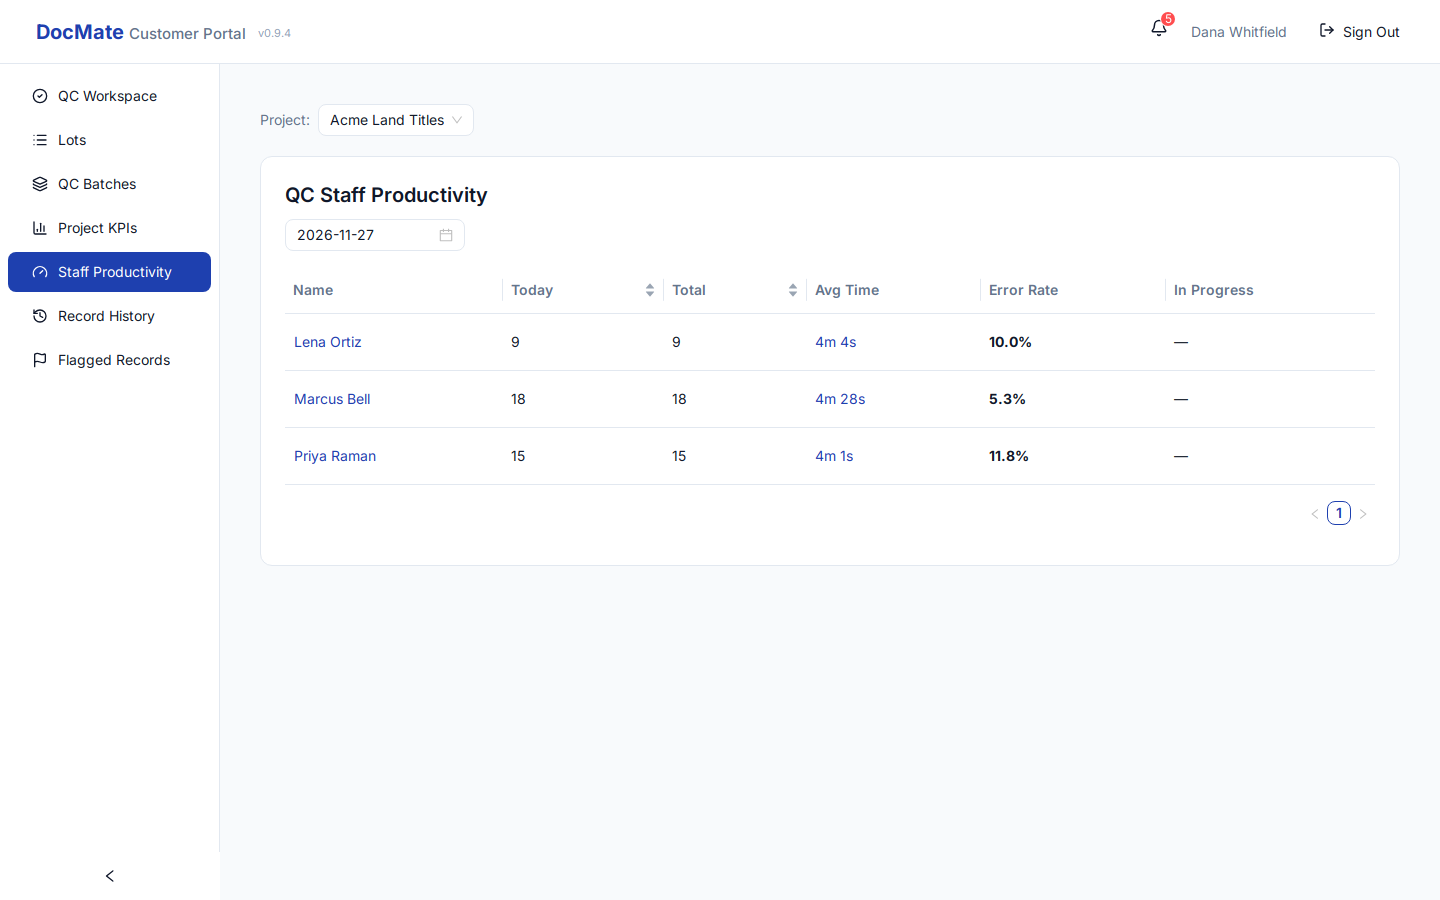 DocMate Customer Portal v0.9.4
5
Dana Whitfield
Sign Out
QC Workspace
Lots
QC Batches
Project KPIs
Staff Productivity
Record History
Flagged Records
Project: Acme Land Titles
QC Staff Productivity
2026-11-27
Name Today Total Avg Time Error Rate In Progress
Lena Ortiz 9 9 4m 4s 10.0% —
Marcus Bell 18 18 4m 28s 5.3% —
Priya Raman 15 15 4m 1s 11.8% —
1